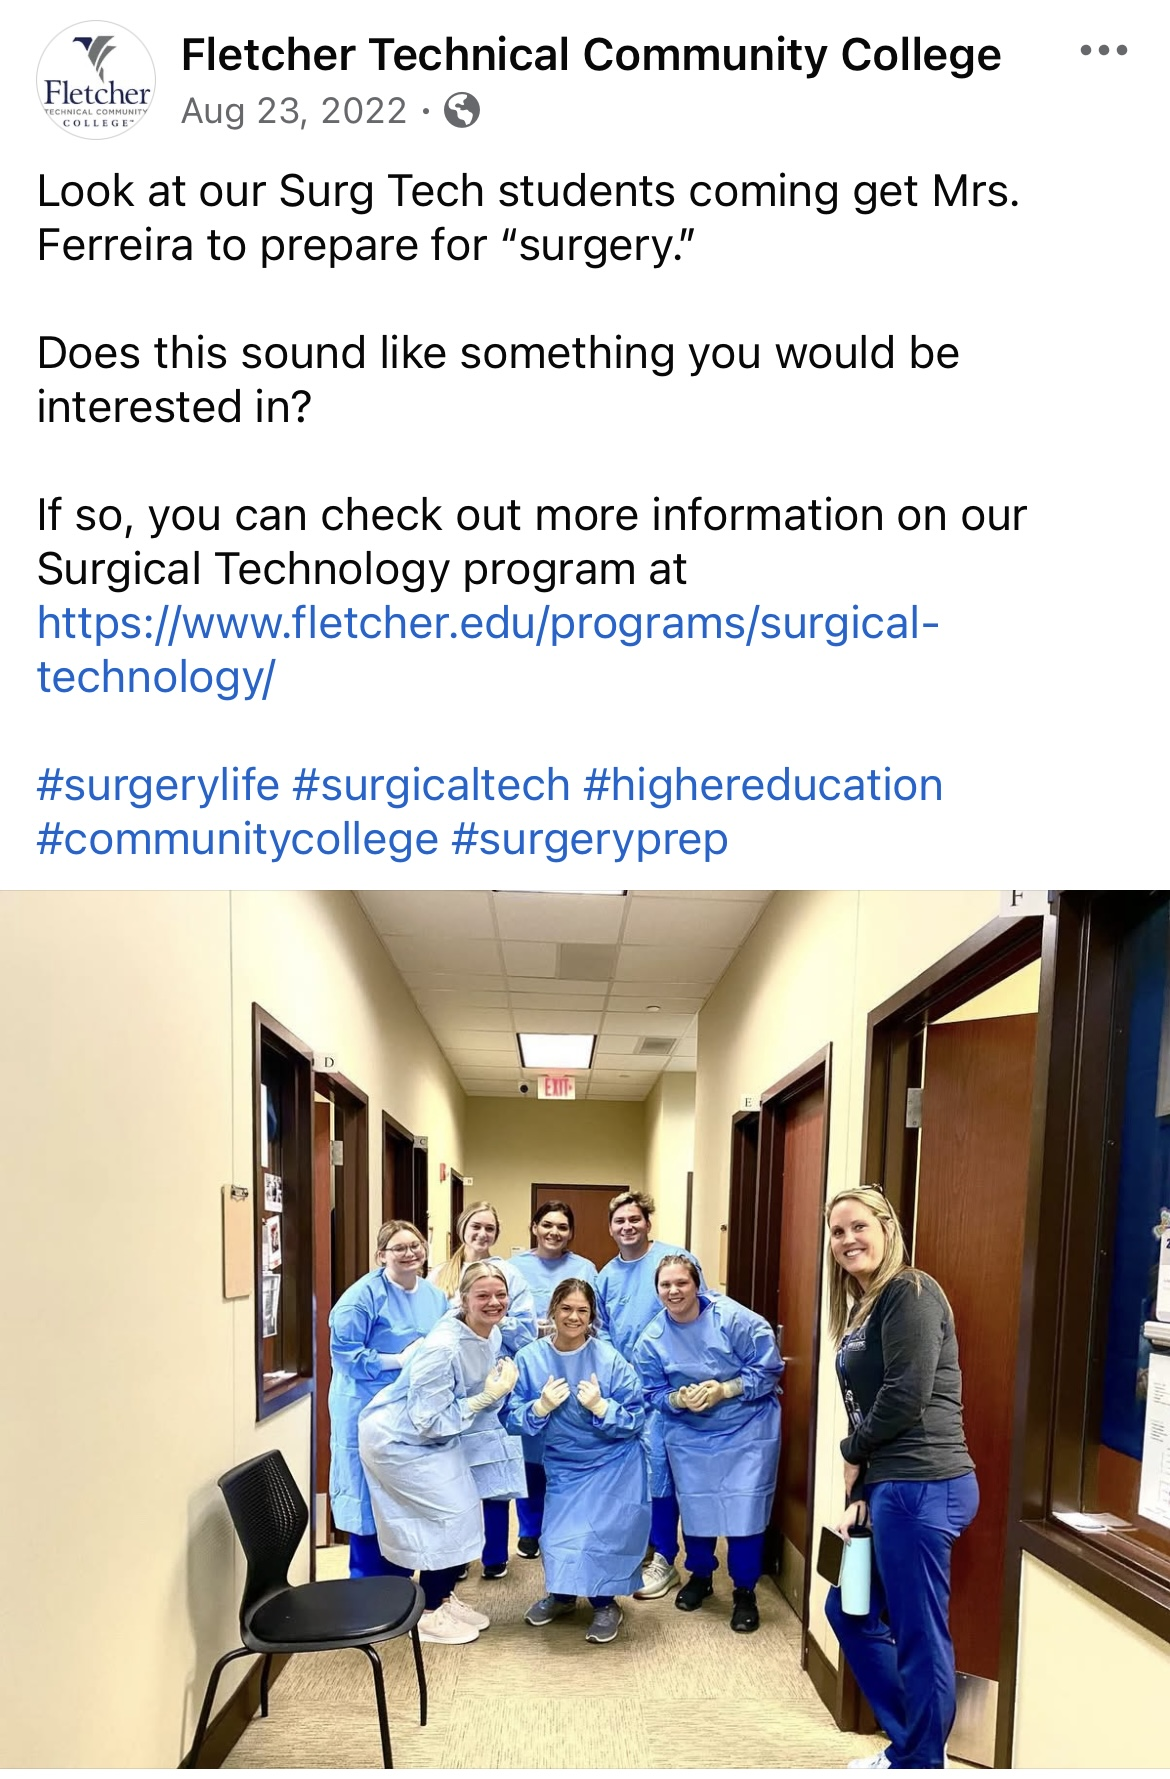 Fletcher
TECHNICAL COMMUNITY
COLLEGE
Fletcher Technical Community College
Aug 23, 2022 ·
Look at our Surg Tech students coming get Mrs.
Ferreira to prepare for “surgery.”
Does this sound like something you would be
interested in?
If so, you can check out more information on our
Surgical Technology program at
https://www.fletcher.edu/programs/surgical-
technology/
#surgerylife #surgicaltech #highereducation
#communitycollege #surgeryprep
F
D
EXIT
E
C